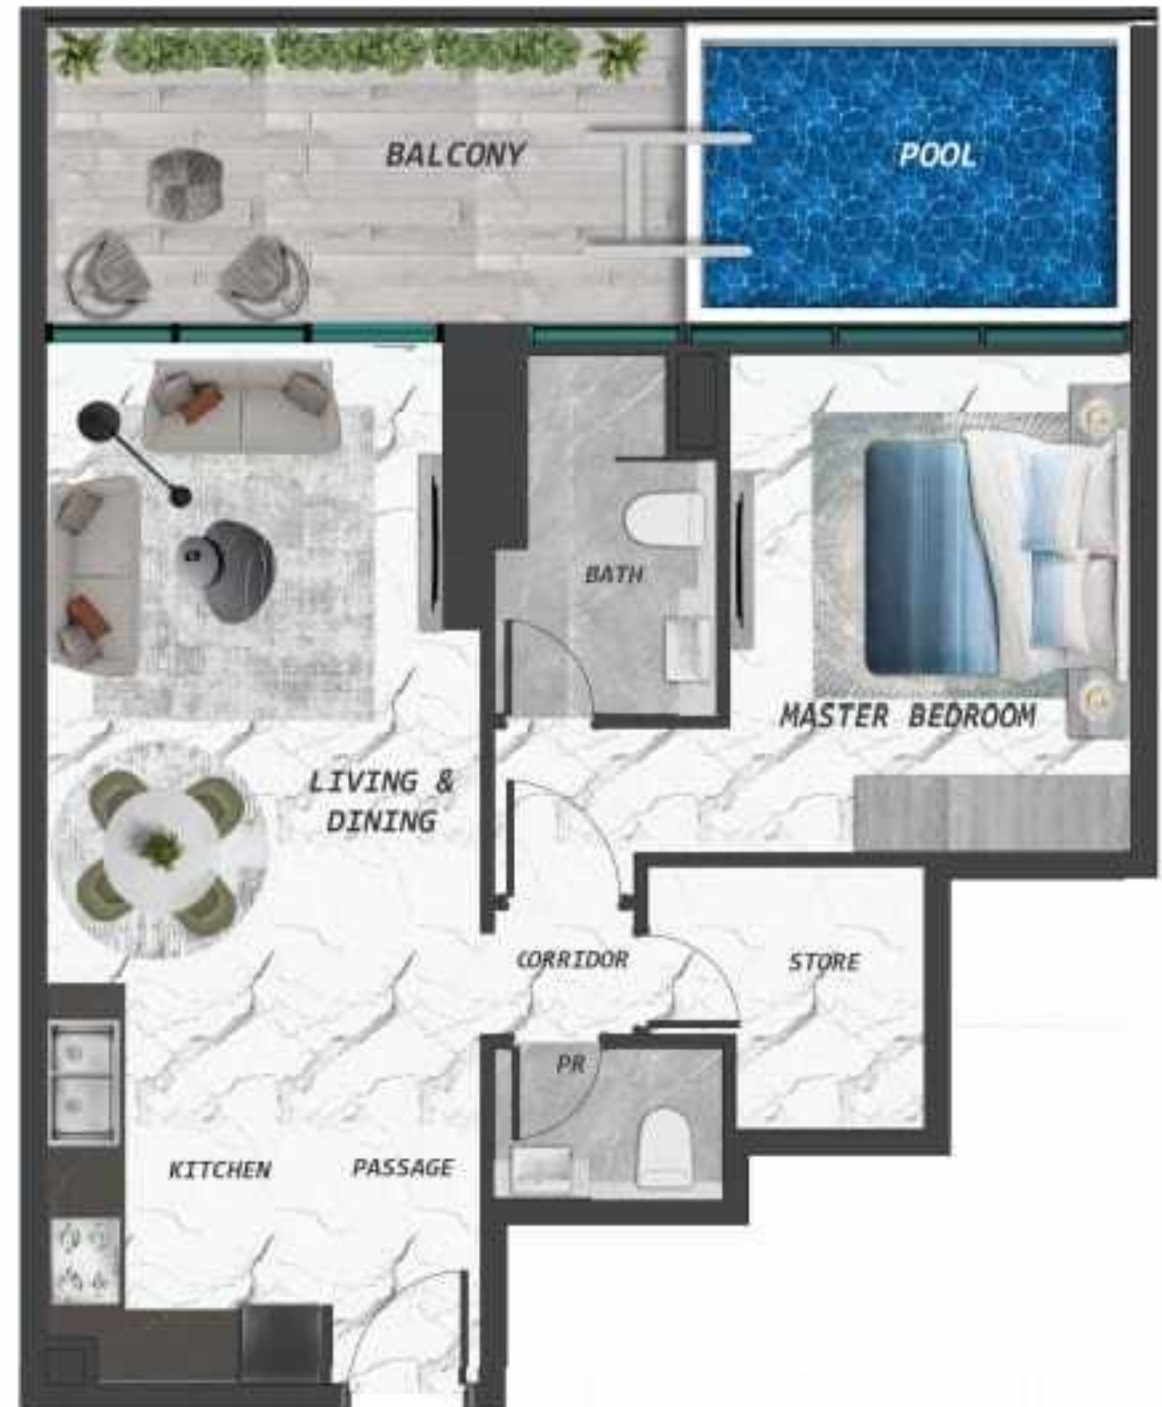 BALCONY
POOL
BATH
MASTER BEDROOM
LIVING &
DINING
CORRIDOR
STORE
PR
KITCHEN
PASSAGE